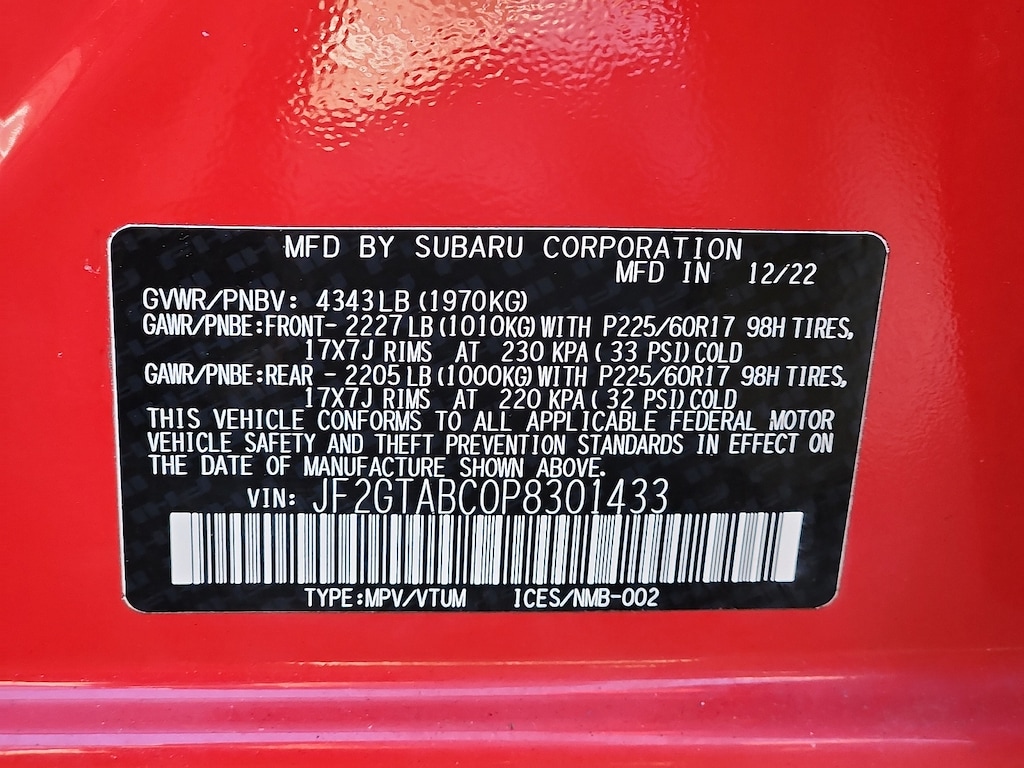 MFD BY SUBARU CORPORATION
MFD IN 12/22
GVWR/PNBV: 4343LB(1970KG)
GAWR/PNBE:FRONT-2227LB(1010KG)WITH P225/60R17 98H TIRES,
17X7J RIMS AT 230 KPA( 33 PSI)COLD
GAWR/PNBE:REAR -2205LB(1000KG)WITH P225/60R17 98H TIRES,
17X7J RIMS AT 220 KPA( 32 PSI)COLD
THIS VEHICLE CONFORMS TO ALL APPLICABLE FEDERAL MOTOR
VEHICLE SAFETY AND THEFT PREVENTION STANDARDS IN EFFECT ON
THE DATE OF MANUFACTURE SHOWN ABOVE.
VIN: JF2GTABC0P8301433
TYPE:MPV/VTUM ICES/NMB-002